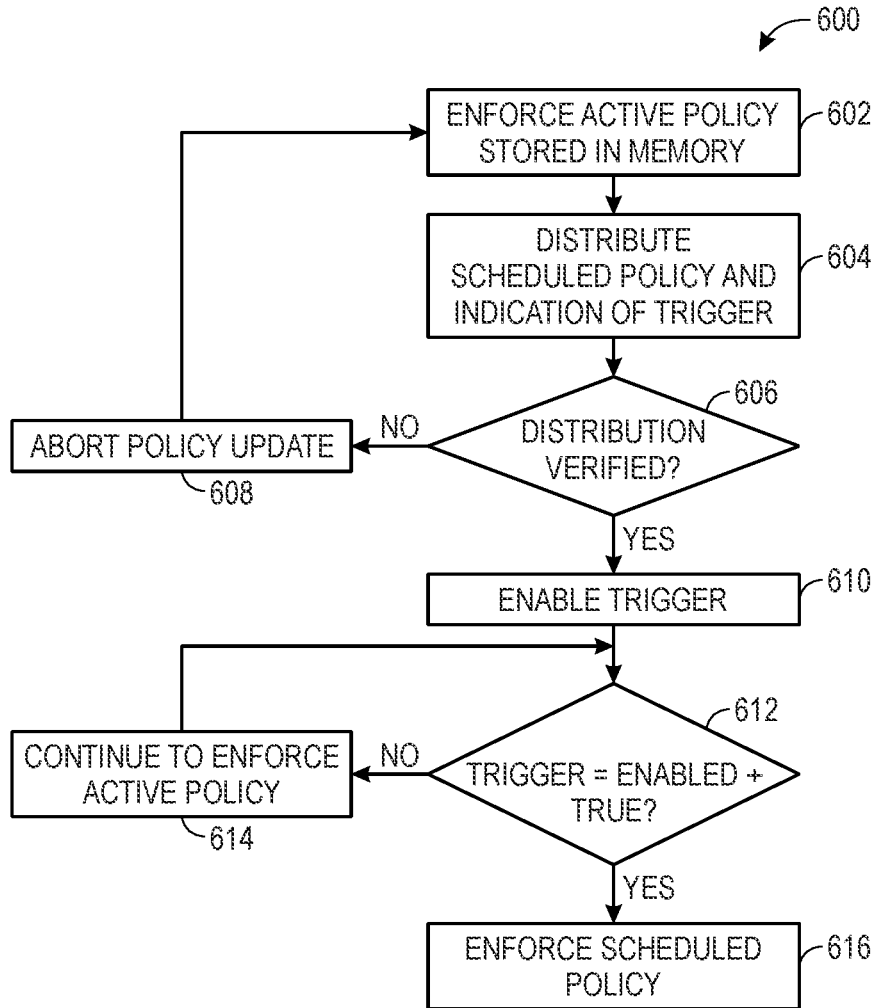 600
ENFORCE ACTIVE POLICY
STORED IN MEMORY
602
DISTRIBUTE
SCHEDULED POLICY AND
INDICATION OF TRIGGER
604
606
DISTRIBUTION
VERIFIED?
NO
ABORT POLICY UPDATE
608
YES
ENABLE TRIGGER
610
612
TRIGGER = ENABLED +
TRUE?
NO
CONTINUE TO ENFORCE
ACTIVE POLICY
614
YES
ENFORCE SCHEDULED
POLICY
616